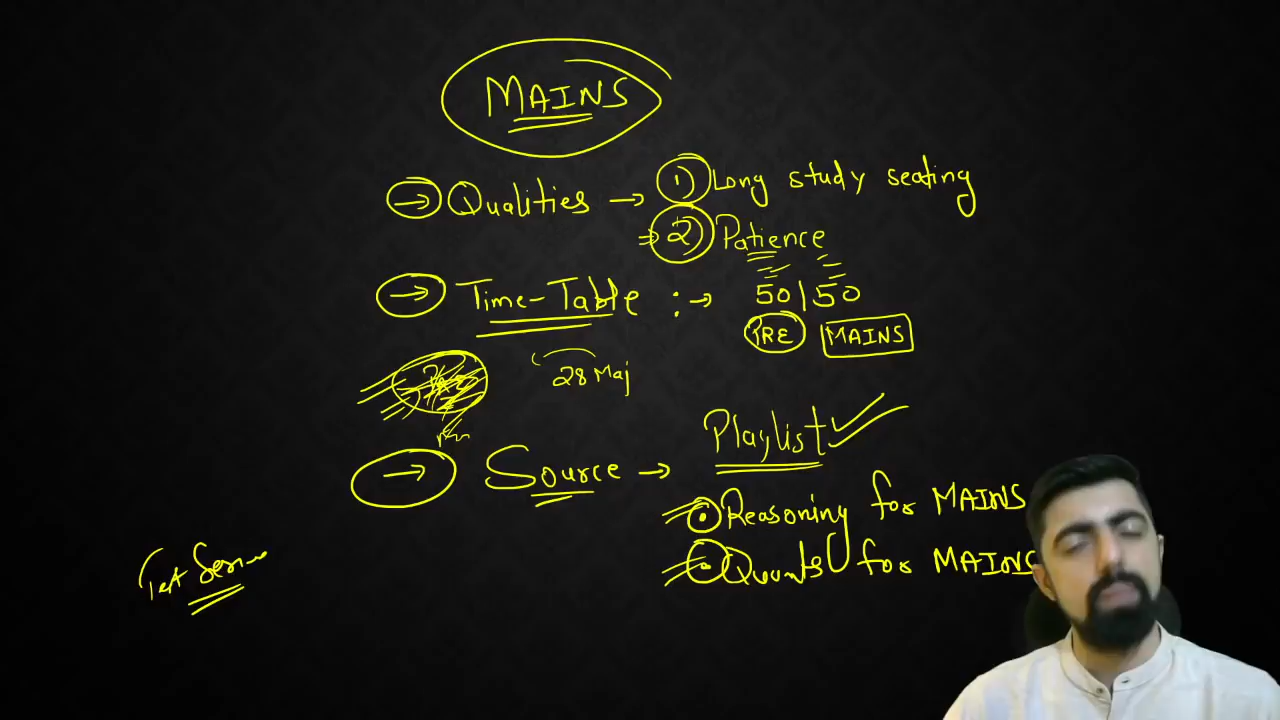 MAINS
→ Qualities → 1) Long study seating
⇒ 2) Patience
→ Time-Table :→ 50|50
PRE MAINS
28 Maj
Playlist
→ Source →
Reasoning for MAINS
Quants for MAINS
Test Series